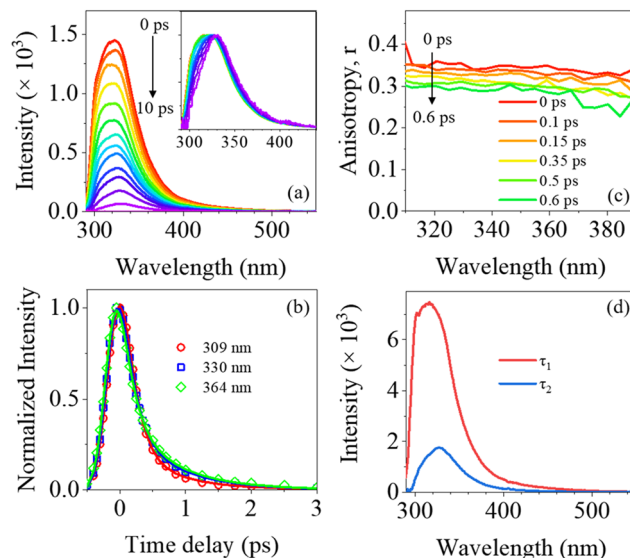 1.5
1.0
0.5
0.0
Intensity (× 10³)
0 ps
10 ps
300 350 400
(a)
300 400 500
Wavelength (nm)
0.4
0.3
0.2
0.1
0.0
Anisotropy, r
0 ps
0.6 ps
0 ps
0.1 ps
0.15 ps
0.35 ps
0.5 ps
0.6 ps
(c)
320 340 360 380
Wavelength (nm)
1.0
0.5
0.0
Normalized Intensity
(b)
309 nm
330 nm
364 nm
0 1 2 3
Time delay (ps)
6
4
2
0
Intensity (× 10³)
(d)
τ₁
τ₂
300 400 500
Wavelength (nm)